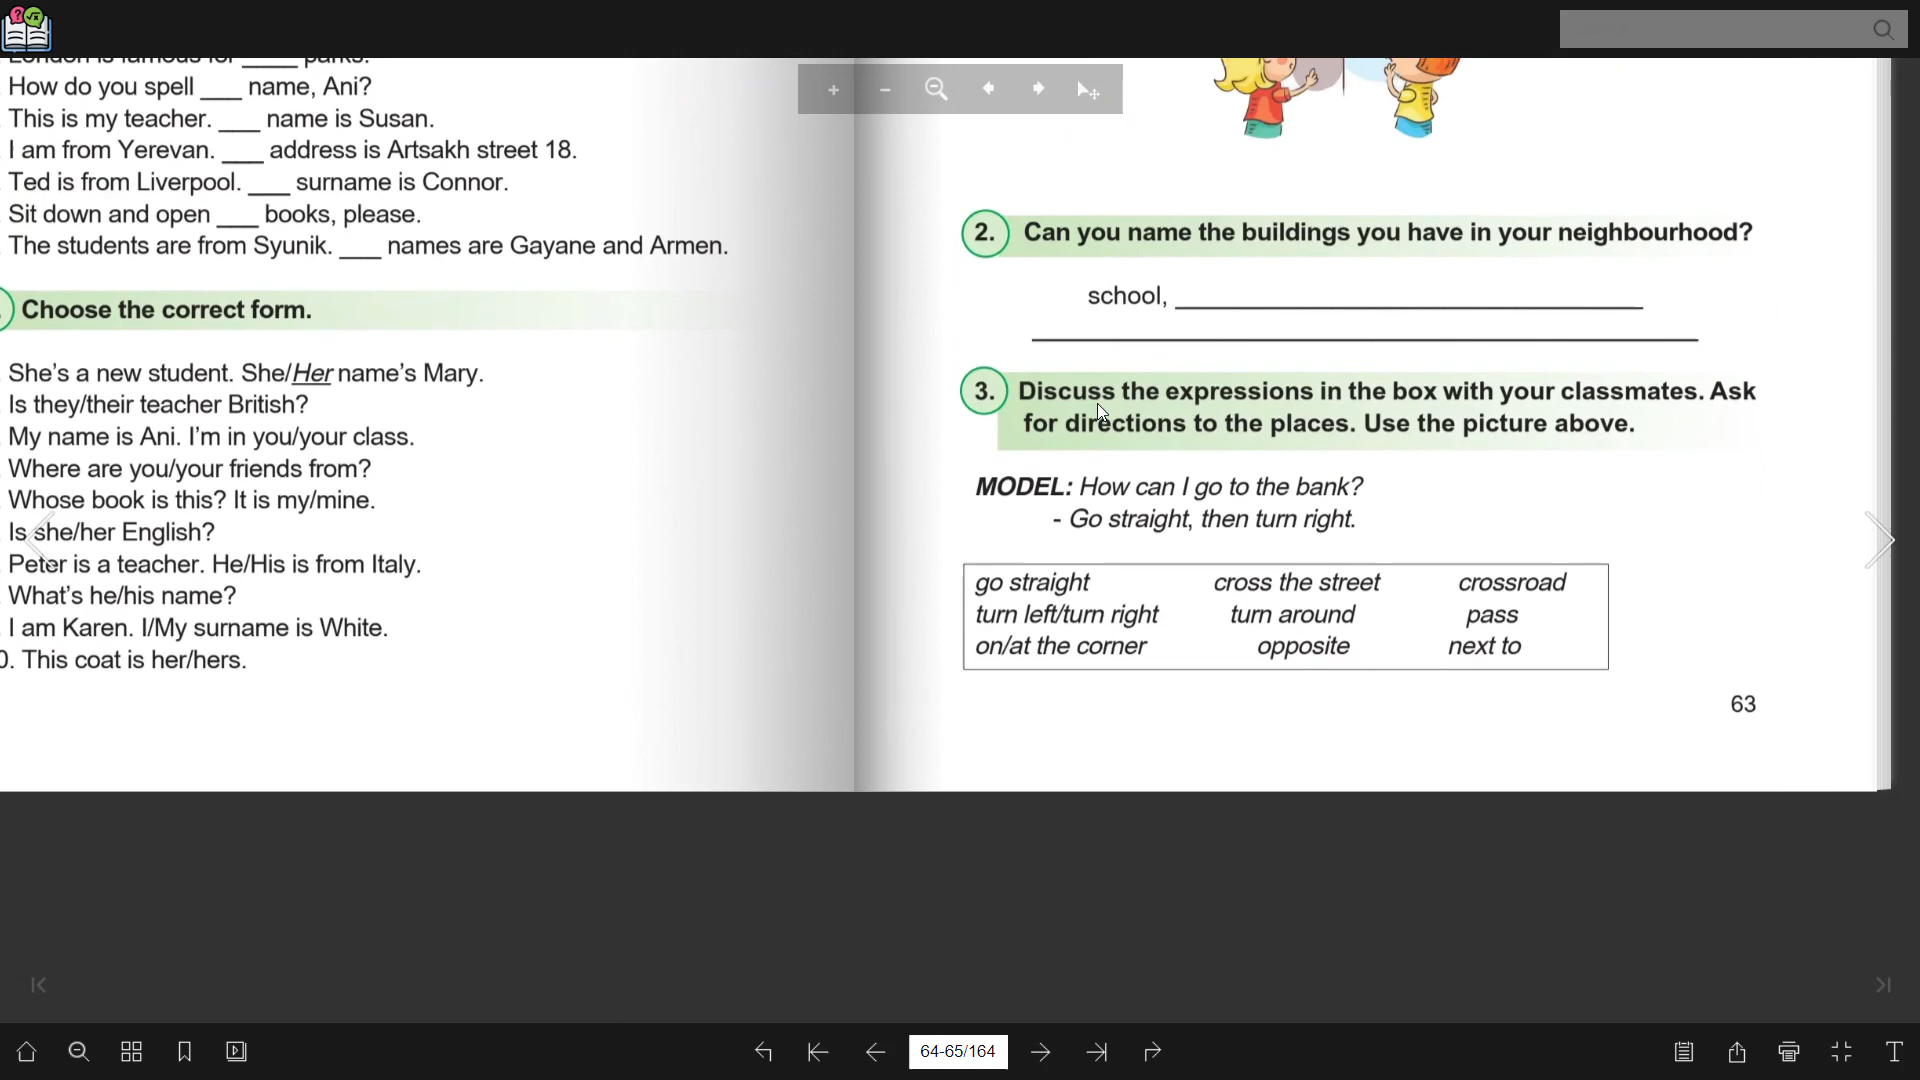 London is famous for ____ parks.
How do you spell ___ name, Ani?
This is my teacher. ___ name is Susan.
I am from Yerevan. ___ address is Artsakh street 18.
Ted is from Liverpool. ___ surname is Connor.
Sit down and open ___ books, please.
The students are from Syunik. ___ names are Gayane and Armen.
Choose the correct form.
She's a new student. She/Her name's Mary.
Is they/their teacher British?
My name is Ani. I'm in you/your class.
Where are you/your friends from?
Whose book is this? It is my/mine.
Is she/her English?
Peter is a teacher. He/His is from Italy.
What's he/his name?
I am Karen. I/My surname is White.
0. This coat is her/hers.
2. Can you name the buildings you have in your neighbourhood?
school, ____
3. Discuss the expressions in the box with your classmates. Ask
for directions to the places. Use the picture above.
MODEL: How can I go to the bank?
- Go straight, then turn right.
go straight cross the street crossroad
turn left/turn right turn around pass
on/at the corner opposite next to
63
64-65/164